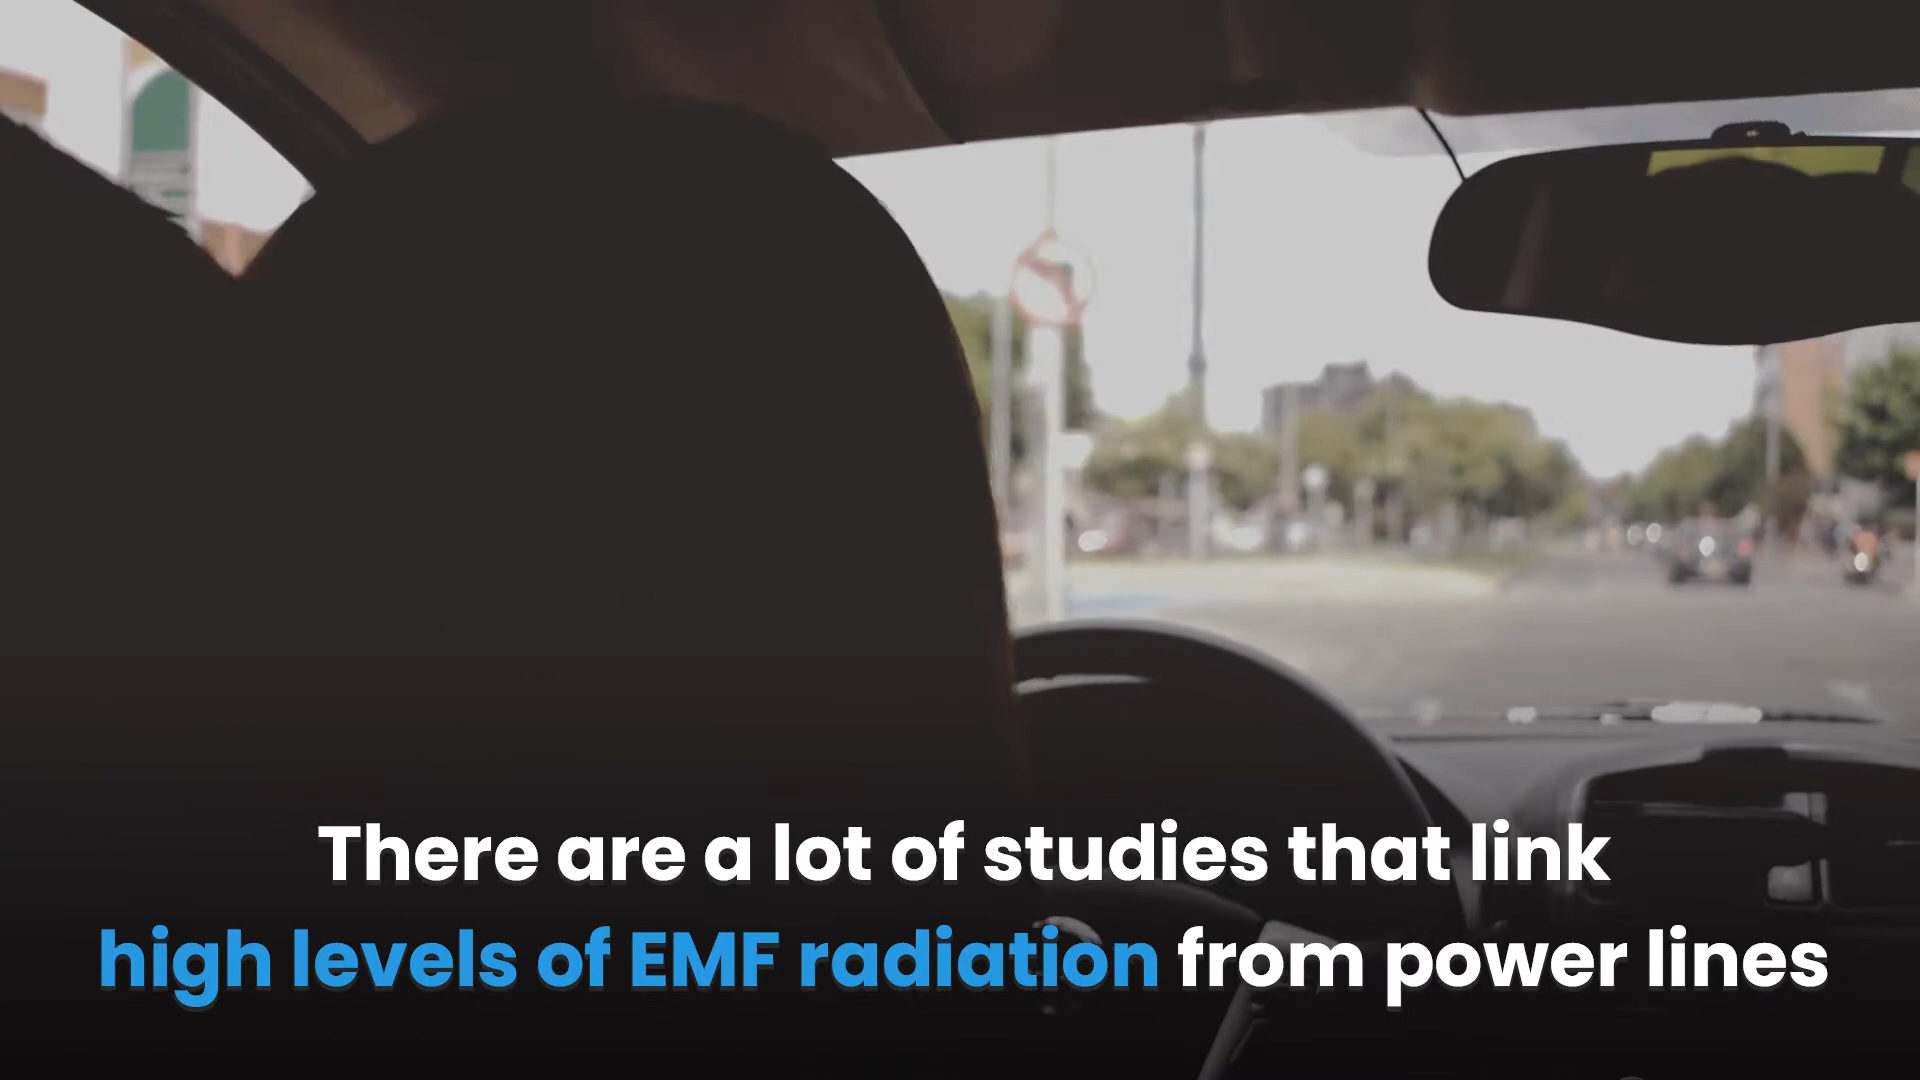 There are a lot of studies that link
high levels of EMF radiation from power lines